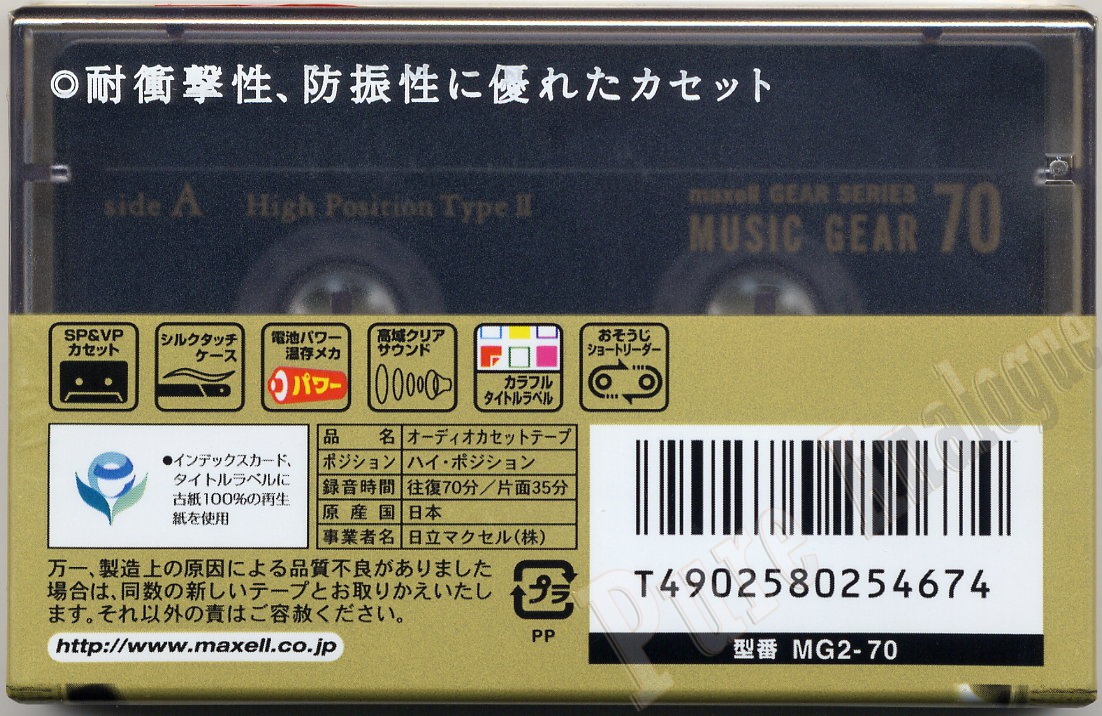 ◎耐衝撃性、防振性に優れたカセット
side A High Position Type II
maxell GEAR SERIES
MUSIC GEAR 70
SP&VP
カセット
シルクタッチ
ケース
電池パワー
温存メカ
パワー
高域クリア
サウンド
カラフル
タイトルラベル
おそうじ
ショートリーダー
●インデックスカード、
タイトルラベルに
古紙100%の再生
紙を使用
品名 オーディオカセットテープ
ポジション ハイ・ポジション
録音時間 往復70分/片面35分
原産国 日本
事業者名 日立マクセル(株)
万一、製造上の原因による品質不良がありました
場合は、同数の新しいテープとお取りかえいたし
ます。それ以外の責はご容赦ください。
http://www.maxell.co.jp
プラ
PP
T4902580254674
型番 MG2-70
Pure Analogue